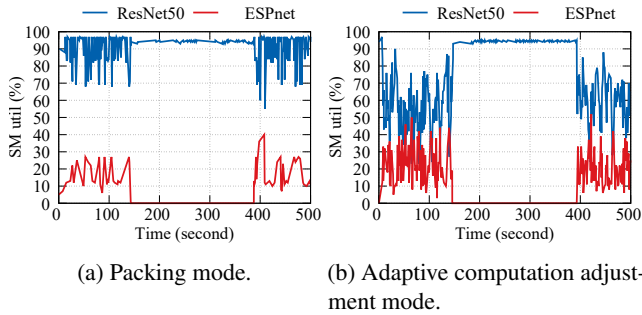 ResNet50 ESPnet
100
90
80
70
60
50
40
30
20
10
0
SM util (%)
0 100 200 300 400 500
Time (second)
(a) Packing mode.
ResNet50 ESPnet
100
90
80
70
60
50
40
30
20
10
0
SM util (%)
0 100 200 300 400 500
Time (second)
(b) Adaptive computation adjust-
ment mode.